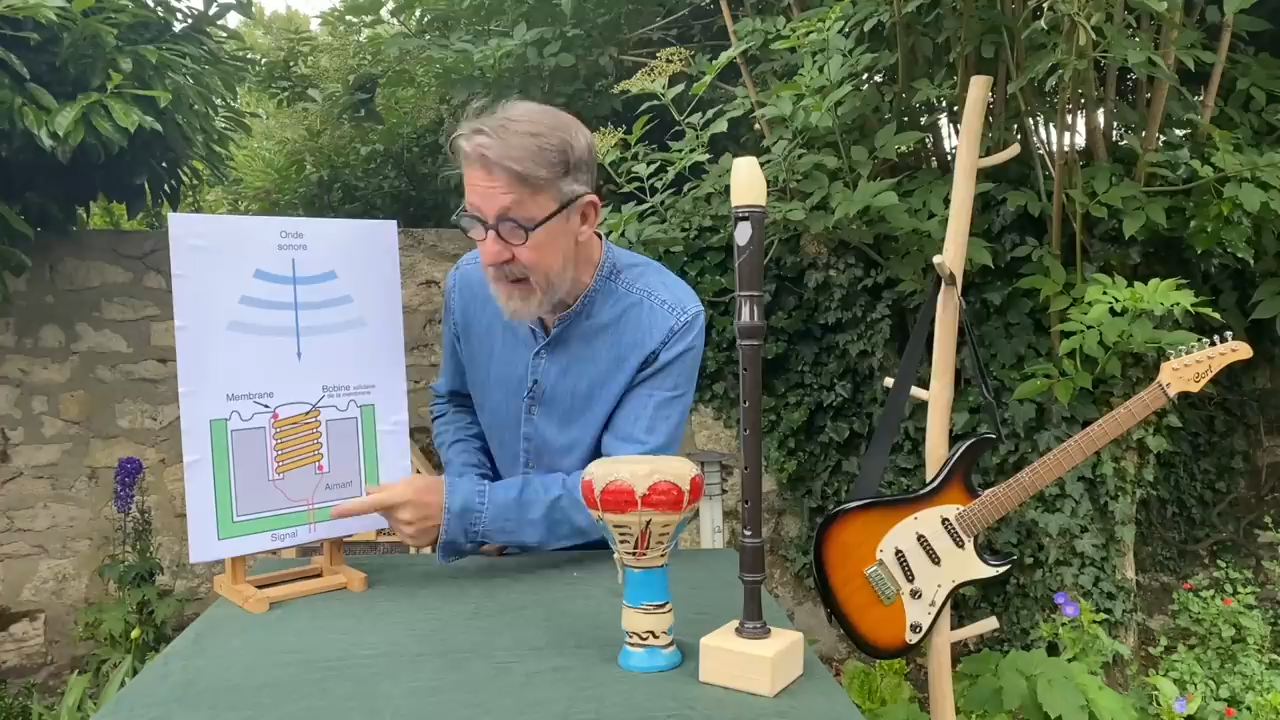 Onde
sonore
Membrane
Bobine solidaire
de la membrane
Aimant
Signal
Cort